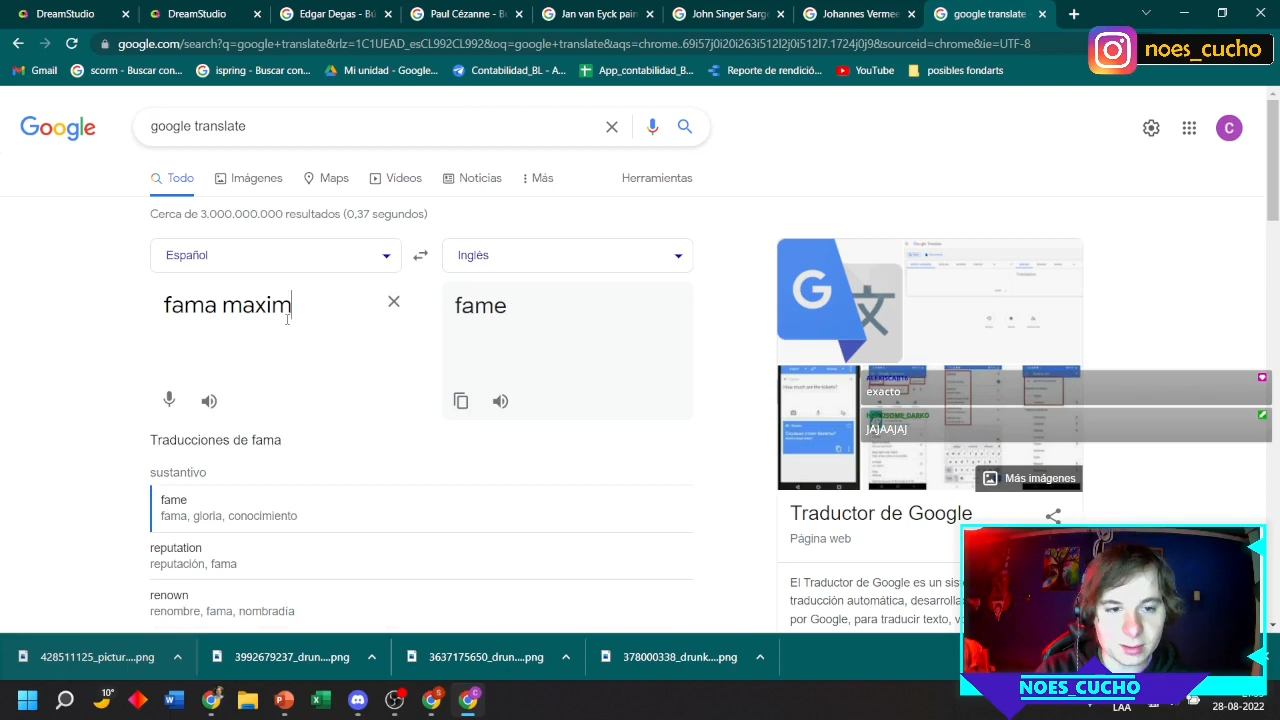 DreamStudio
DreamStudio
Edgar Degas - Bú
Paul Cézanne - B
Jan van Eyck pain
John Singer Sarg
Johannes Vermee
google translate
google.com/search?q=google+translate&rlz=1C1UEAD_esCL992CL992&oq=google+translate&aqs=chrome..69i57j0i20i263i512l2j0i512l7.1724j0j9&sourceid=chrome&ie=UTF-8
noes_cucho
Gmail
scorm - Buscar con...
ispring - Buscar con...
Mi unidad - Google...
Contabilidad_BL - A...
App_contabilidad_B...
Reporte de rendició...
YouTube
posibles fondarts
Google
google translate
C
Todo
Imágenes
Maps
Vídeos
Noticias
Más
Herramientas
Cerca de 3.000.000.000 resultados (0,37 segundos)
Español
Inglés
fama maxim
fame
Traducciones de fama
sustantivo
fame
fama, gloria, conocimiento
reputation
reputación, fama
renown
renombre, fama, nombradía
ALEXISCAB16
exacto
JAJAAJAJ
Más imágenes
Traductor de Google
Página web
El Traductor de Google es un sis
traducción automática, desarrollad
por Google, para traducir texto, v
428511125_pictur....png
3992679237_drun....png
3637175650_drun....png
378000338_drunk....png
NOES_CUCHO
10°
LAA
28-08-2022